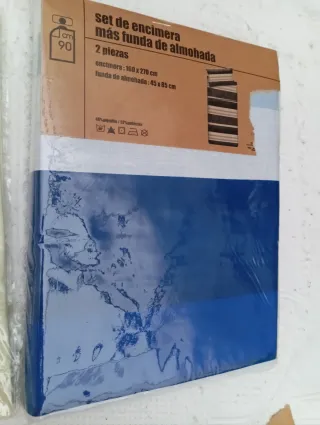 cm
90
set de encimera
más funda de almohada
2 piezas
encimera : 160 x 270 cm
funda de almohada : 45 x 85 cm